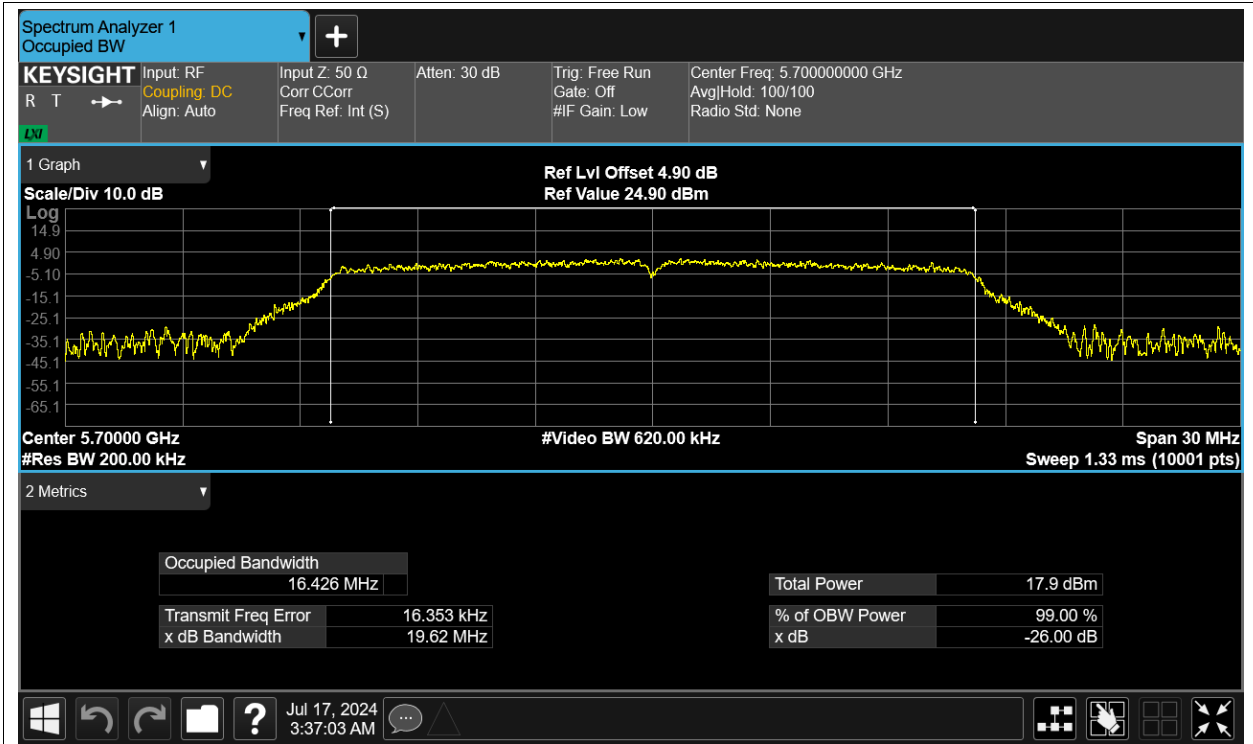 Spectrum Analyzer 1
Occupied BW
KEYSIGHT
R T
LXI
Input: RF
Coupling: DC
Align: Auto
Input Z: 50 Ω
Corr CCorr
Freq Ref: Int (S)
Atten: 30 dB
Trig: Free Run
Gate: Off
#IF Gain: Low
Center Freq: 5.700000000 GHz
Avg|Hold: 100/100
Radio Std: None
1 Graph
Scale/Div 10.0 dB
Ref Lvl Offset 4.90 dB
Ref Value 24.90 dBm
Log
14.9
4.90
-5.10
-15.1
-25.1
-35.1
-45.1
-55.1
-65.1
Center 5.70000 GHz
#Res BW 200.00 kHz
#Video BW 620.00 kHz
Span 30 MHz
Sweep 1.33 ms (10001 pts)
2 Metrics
Occupied Bandwidth
16.426 MHz
Transmit Freq Error 16.353 kHz
x dB Bandwidth 19.62 MHz
Total Power 17.9 dBm
% of OBW Power 99.00 %
x dB -26.00 dB
?
Jul 17, 2024
3:37:03 AM